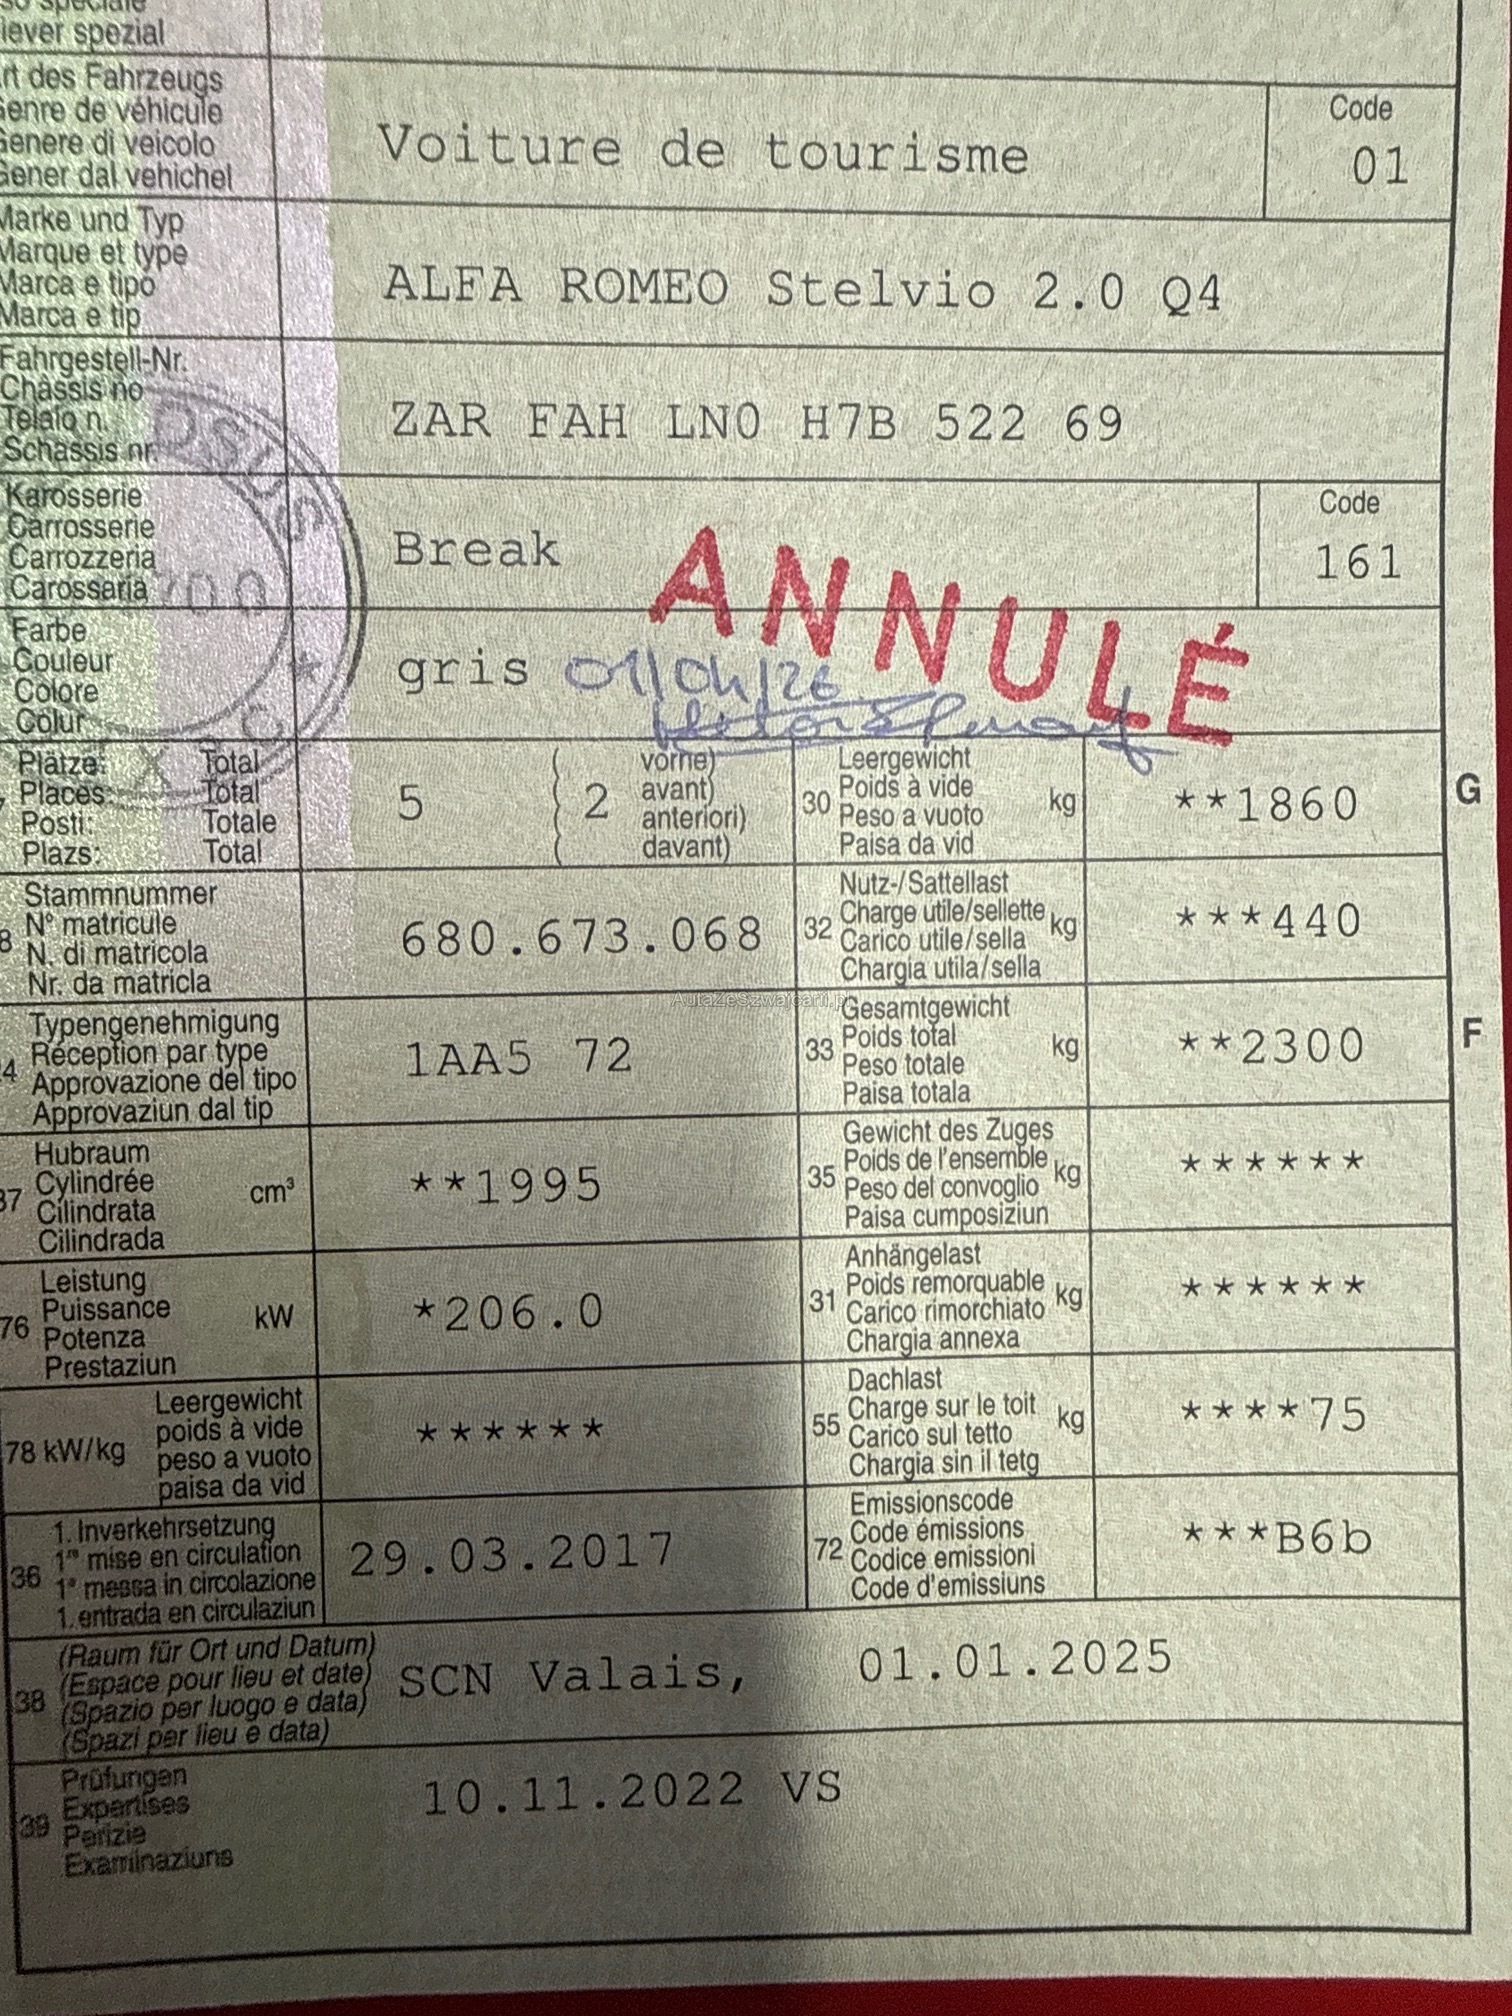 iever spezial
rt des Fahrzeugs
Genre de véhicule
Genere di veicolo
Gener dal vehichel
Voiture de tourisme
Code
01
Marke und Typ
Marque et type
Marca e tipo
Marca e tip
ALFA ROMEO Stelvio 2.0 Q4
Fahrgestell-Nr.
Châssis no
Telaio n.
Schassis nr.
ZAR FAH LN0 H7B 522 69
Karosserie
Carrosserie
Carrozzeria
Carossaria
Break
Code
161
ANNULÉ
Farbe
Couleur
Colore
Colur
gris
01/04/26
Plätze: Total
Places: Total
Posti: Totale
Plazs: Total
5
2
vorne)
avant)
anteriori)
davant)
30
Leergewicht
Poids à vide
Peso a vuoto
Paisa da vid
kg
**1860
G
Stammnummer
N° matricule
N. di matricola
Nr. da matricla
680.673.068
32
Nutz-/Sattellast
Charge utile/sellette
Carico utile/sella
Chargia utila/sella
kg
***440
AutaZeSzwajcarii.pl
Typengenehmigung
Réception par type
Approvazione del tipo
Approvaziun dal tip
1AA5 72
33
Gesamtgewicht
Poids total
Peso totale
Paisa totala
kg
**2300
F
37
Hubraum
Cylindrée
Cilindrata
Cilindrada
cm³
**1995
35
Gewicht des Zuges
Poids de l'ensemble
Peso del convoglio
Paisa cumposiziun
kg
******
76
Leistung
Puissance
Potenza
Prestaziun
kW
*206.0
31
Anhängelast
Poids remorquable
Carico rimorchiato
Chargia annexa
kg
******
78 kW/kg
Leergewicht
poids à vide
peso a vuoto
paisa da vid
******
55
Dachlast
Charge sur le toit
Carico sul tetto
Chargia sin il tetg
kg
****75
36
1. Inverkehrsetzung
1re mise en circulation
1a messa in circolazione
1. entrada en circulaziun
29.03.2017
72
Emissionscode
Code émissions
Codice emissioni
Code d'emissiuns
***B6b
38
(Raum für Ort und Datum)
(Espace pour lieu et date)
(Spazio per luogo e data)
(Spazi per lieu e data)
SCN Valais, 01.01.2025
39
Prüfungen
Expertises
Perizie
Examinaziuns
10.11.2022 VS